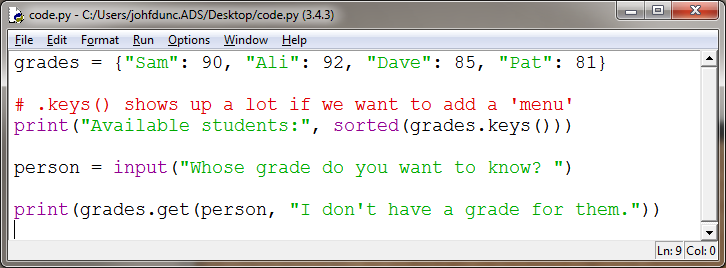 code.py - C:/Users/johfdunc.ADS/Desktop/code.py (3.4.3)
File Edit Format Run Options Window Help
grades = {"Sam": 90, "Ali": 92, "Dave": 85, "Pat": 81}
# .keys() shows up a lot if we want to add a 'menu'
print("Available students:", sorted(grades.keys()))
person = input("Whose grade do you want to know? ")
print(grades.get(person, "I don't have a grade for them."))
Ln: 9 Col: 0